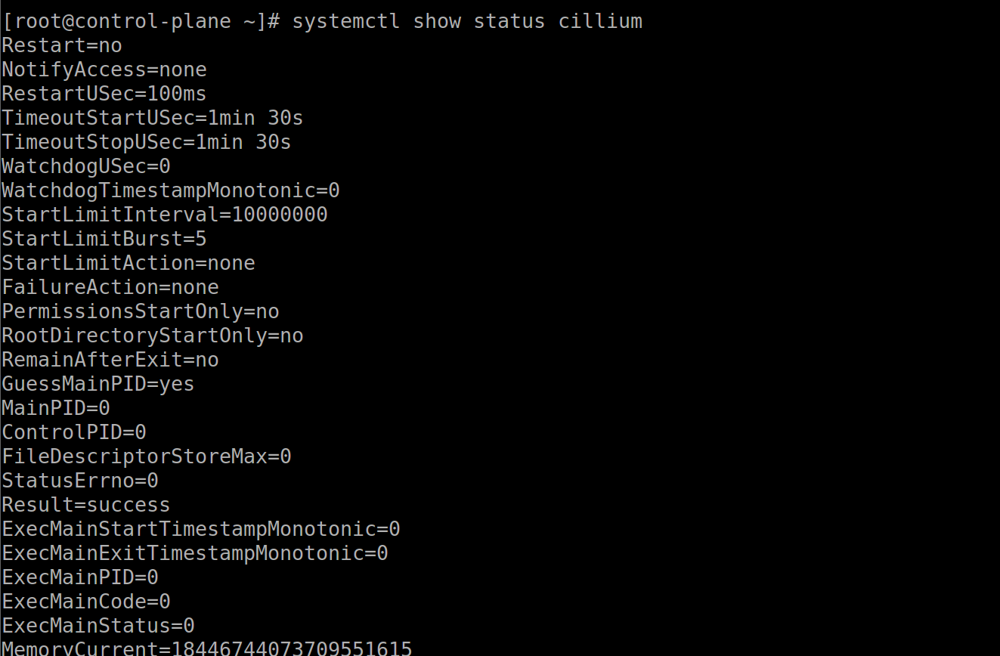 [root@control-plane ~]# systemctl show status cillium
Restart=no
NotifyAccess=none
RestartUSec=100ms
TimeoutStartUSec=1min 30s
TimeoutStopUSec=1min 30s
WatchdogUSec=0
WatchdogTimestampMonotonic=0
StartLimitInterval=10000000
StartLimitBurst=5
StartLimitAction=none
FailureAction=none
PermissionsStartOnly=no
RootDirectoryStartOnly=no
RemainAfterExit=no
GuessMainPID=yes
MainPID=0
ControlPID=0
FileDescriptorStoreMax=0
StatusErrno=0
Result=success
ExecMainStartTimestampMonotonic=0
ExecMainExitTimestampMonotonic=0
ExecMainPID=0
ExecMainCode=0
ExecMainStatus=0
MemoryCurrent=18446744073709551615